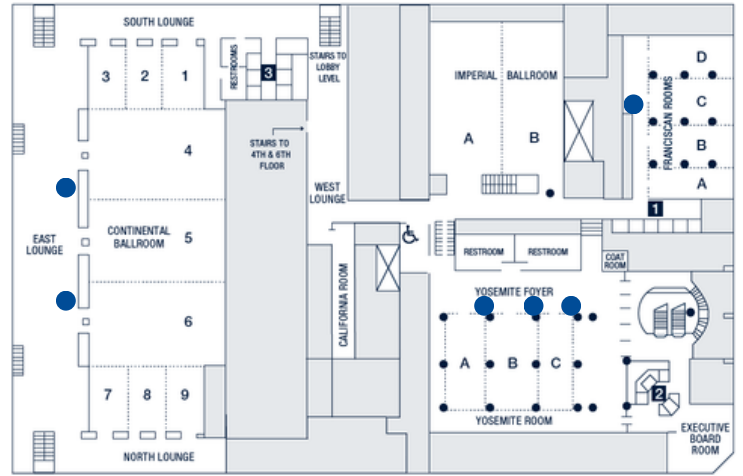 SOUTH LOUNGE
3
2
1
RESTROOMS
3
STAIRS TO
LOBBY
LEVEL
4
STAIRS TO
4TH & 6TH
FLOOR
WEST
LOUNGE
EAST
LOUNGE
CONTINENTAL
BALLROOM
5
6
7
8
9
NORTH LOUNGE
CALIFORNIA ROOM
IMPERIAL BALLROOM
A
B
FRANCISCAN ROOMS
D
C
B
A
1
RESTROOM
RESTROOM
COAT
ROOM
YOSEMITE FOYER
A
B
C
YOSEMITE ROOM
2
EXECUTIVE
BOARD
ROOM